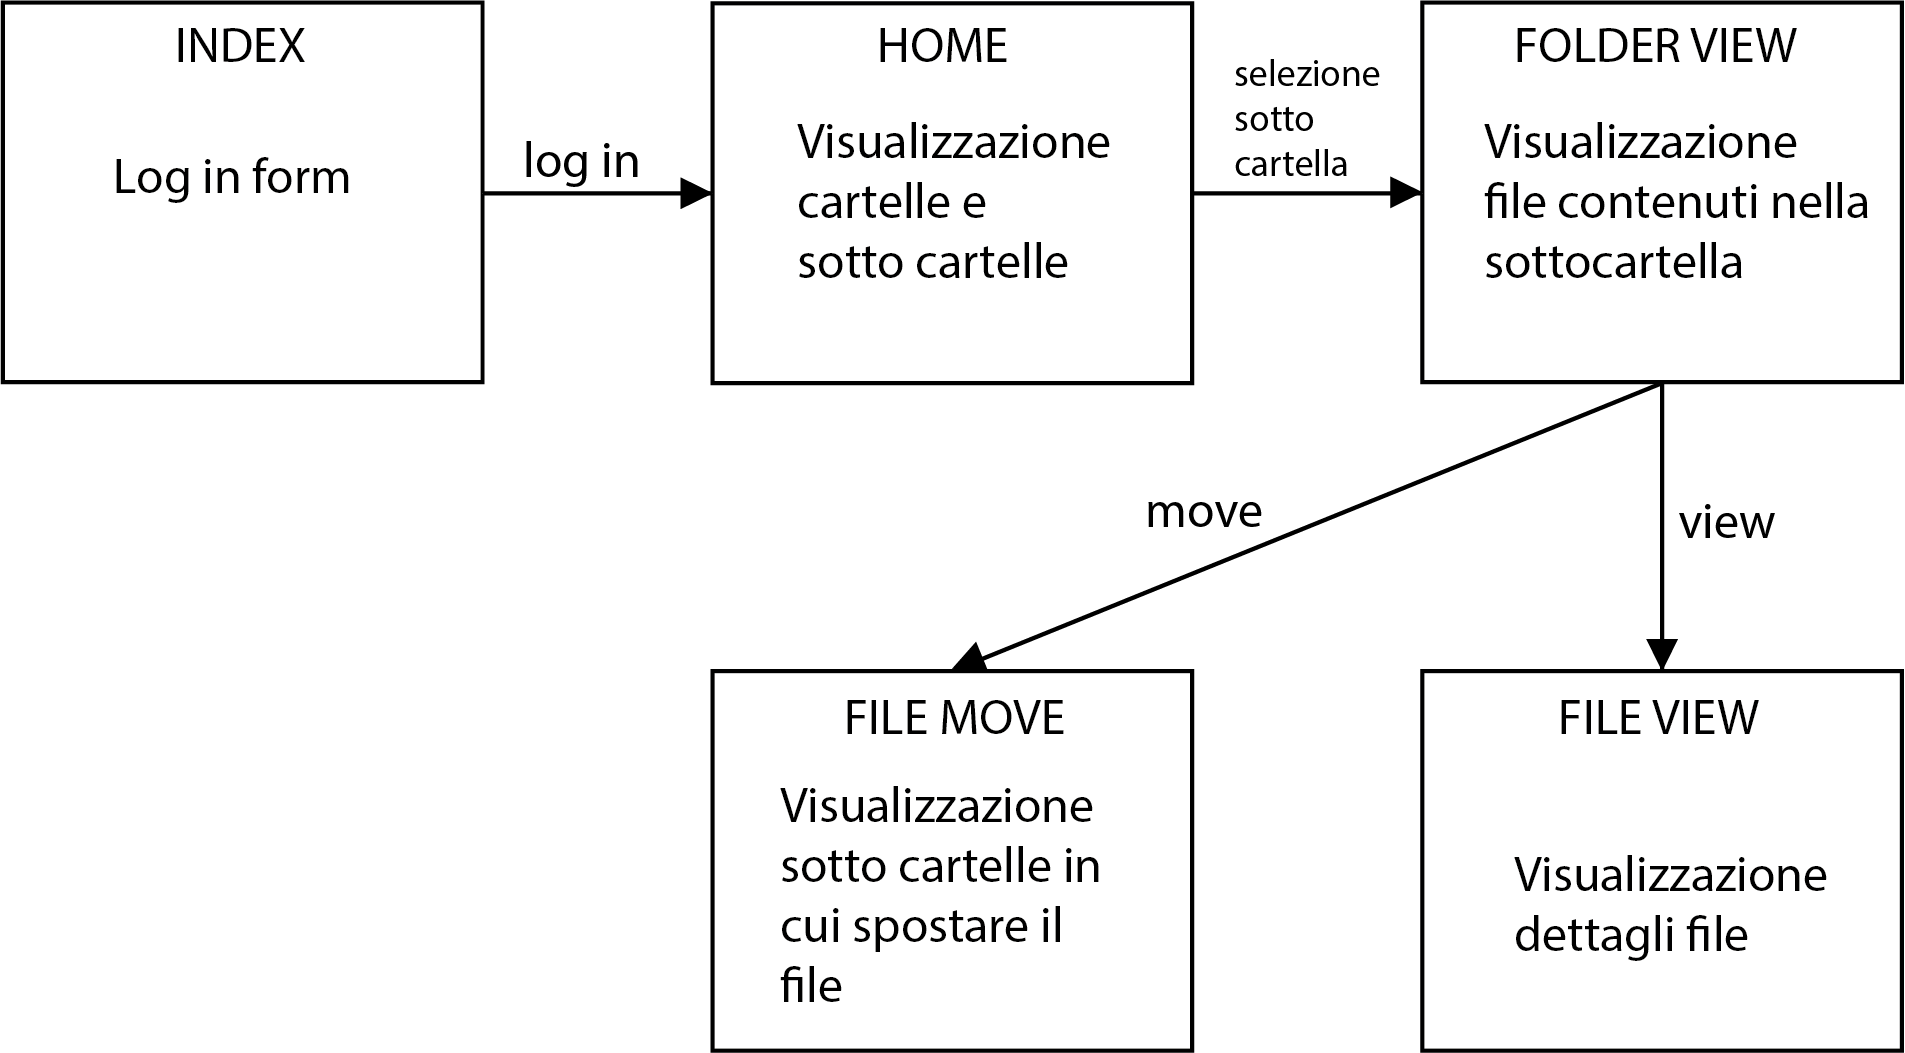 INDEX
Log in form
log in
HOME
Visualizzazione
cartelle e
sotto cartelle
selezione
sotto
cartella
FOLDER VIEW
Visualizzazione
file contenuti nella
sottocartella
move
view
FILE MOVE
Visualizzazione
sotto cartelle in
cui spostare il
file
FILE VIEW
Visualizzazione
dettagli file